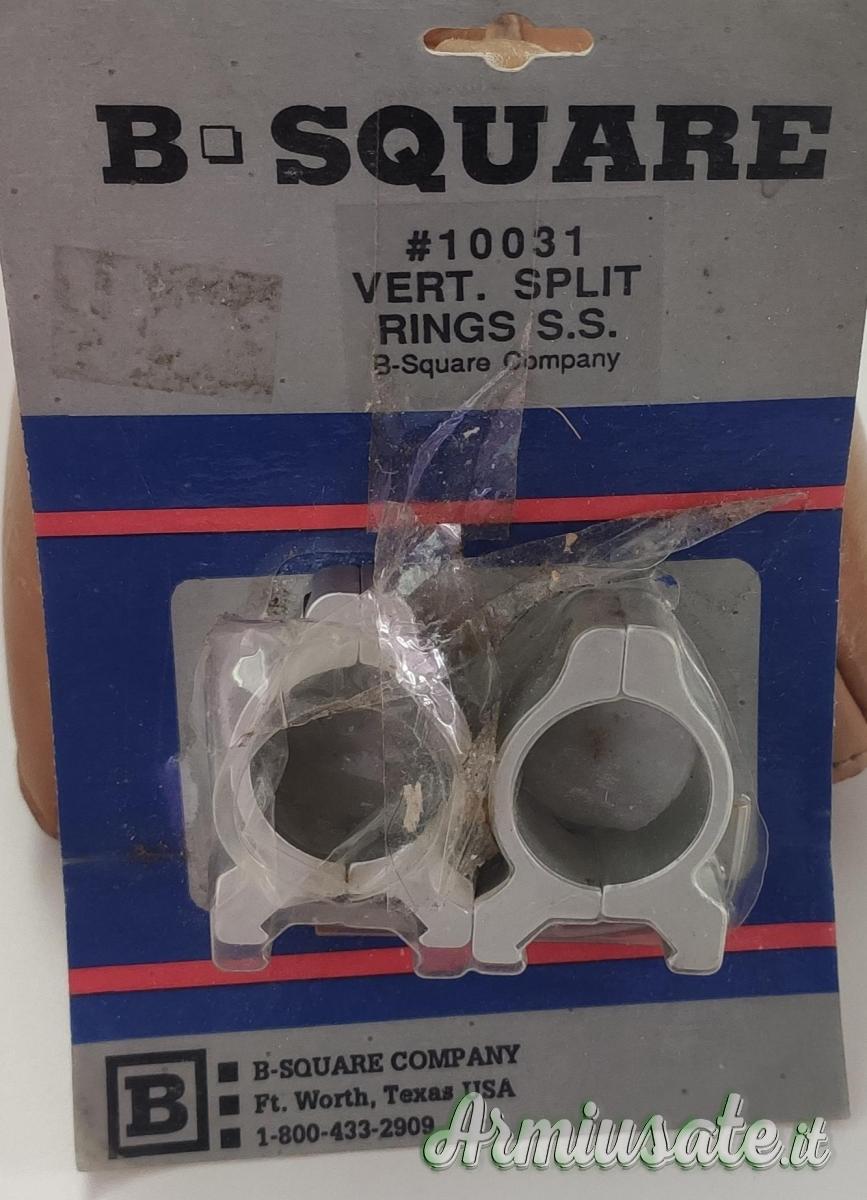 B SQUARE
#10031
VERT. SPLIT
RINGS S.S.
B-Square Company
B
B-SQUARE COMPANY
Ft. Worth, Texas USA
1-800-433-2909
Armiusate.it